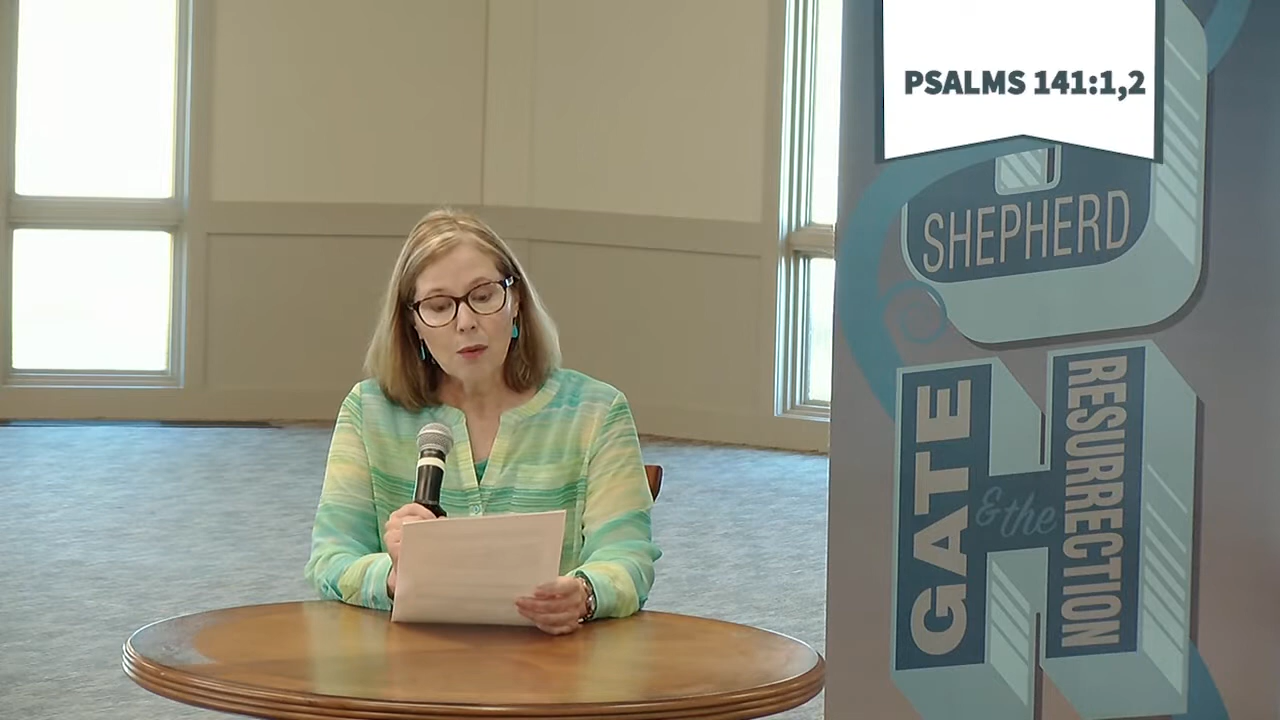 PSALMS 141:1,2
SHEPHERD
GATE
& the
RESURRECTION